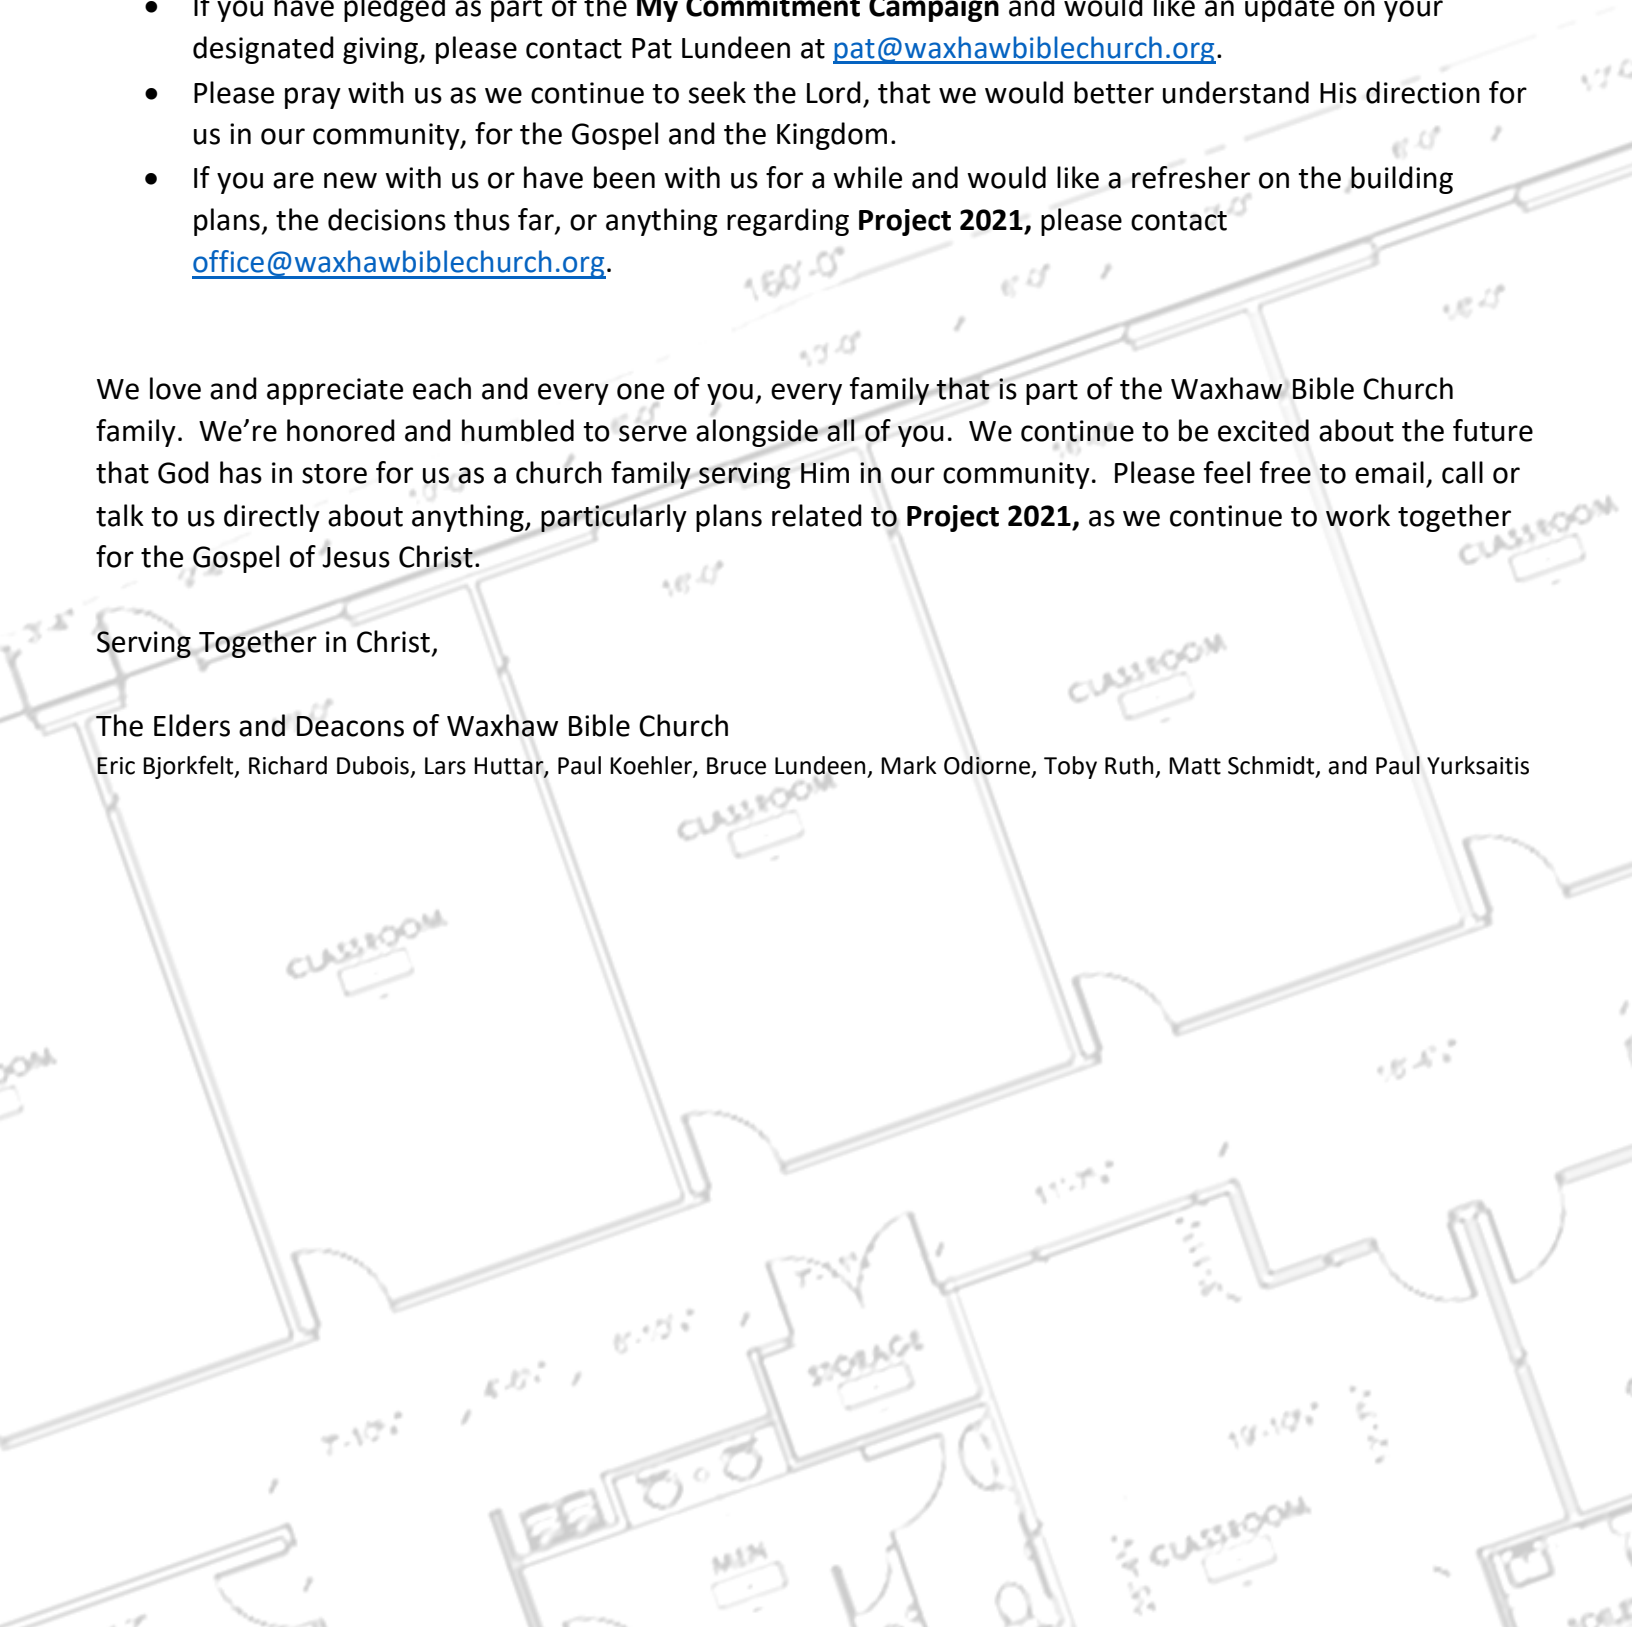 • If you have pledged as part of the My Commitment Campaign and would like an update on your
designated giving, please contact Pat Lundeen at pat@waxhawbiblechurch.org.
• Please pray with us as we continue to seek the Lord, that we would better understand His direction for
us in our community, for the Gospel and the Kingdom.
• If you are new with us or have been with us for a while and would like a refresher on the building
plans, the decisions thus far, or anything regarding Project 2021, please contact
office@waxhawbiblechurch.org.
160'-0"
We love and appreciate each and every one of you, every family that is part of the Waxhaw Bible Church
family.  We’re honored and humbled to serve alongside all of you.  We continue to be excited about the future
that God has in store for us as a church family serving Him in our community.  Please feel free to email, call or
talk to us directly about anything, particularly plans related to Project 2021, as we continue to work together
for the Gospel of Jesus Christ.
Serving Together in Christ,
The Elders and Deacons of Waxhaw Bible Church
Eric Bjorkfelt, Richard Dubois, Lars Huttar, Paul Koehler, Bruce Lundeen, Mark Odiorne, Toby Ruth, Matt Schmidt, and Paul Yurksaitis
CLASSROOM
CLASSROOM
CLASSROOM
CLASSROOM
STORAGE
CLASSROOM
MEN